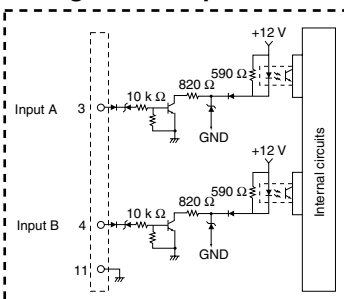 +12 V
590 Ω
820 Ω
10 k Ω
Input A
3
GND
+12 V
590 Ω
820 Ω
10 k Ω
Input B
4
GND
11
Internal circuits